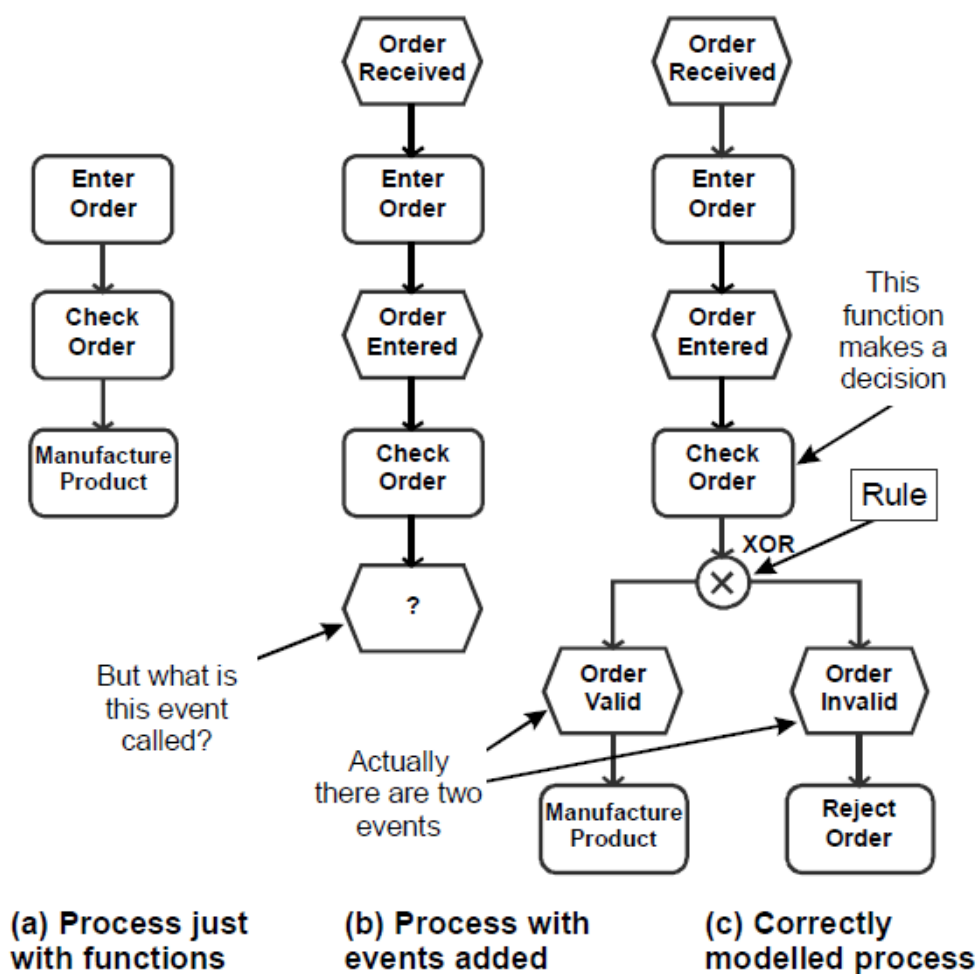 Enter
Order
Check
Order
Manufacture
Product
(a) Process just
with functions
Order
Received
Enter
Order
Order
Entered
Check
Order
?
But what is
this event
called?
(b) Process with
events added
Order
Received
Enter
Order
Order
Entered
This
function
makes a
decision
Check
Order
Rule
XOR
Order
Valid
Order
Invalid
Actually
there are two
events
Manufacture
Product
Reject
Order
(c) Correctly
modelled process